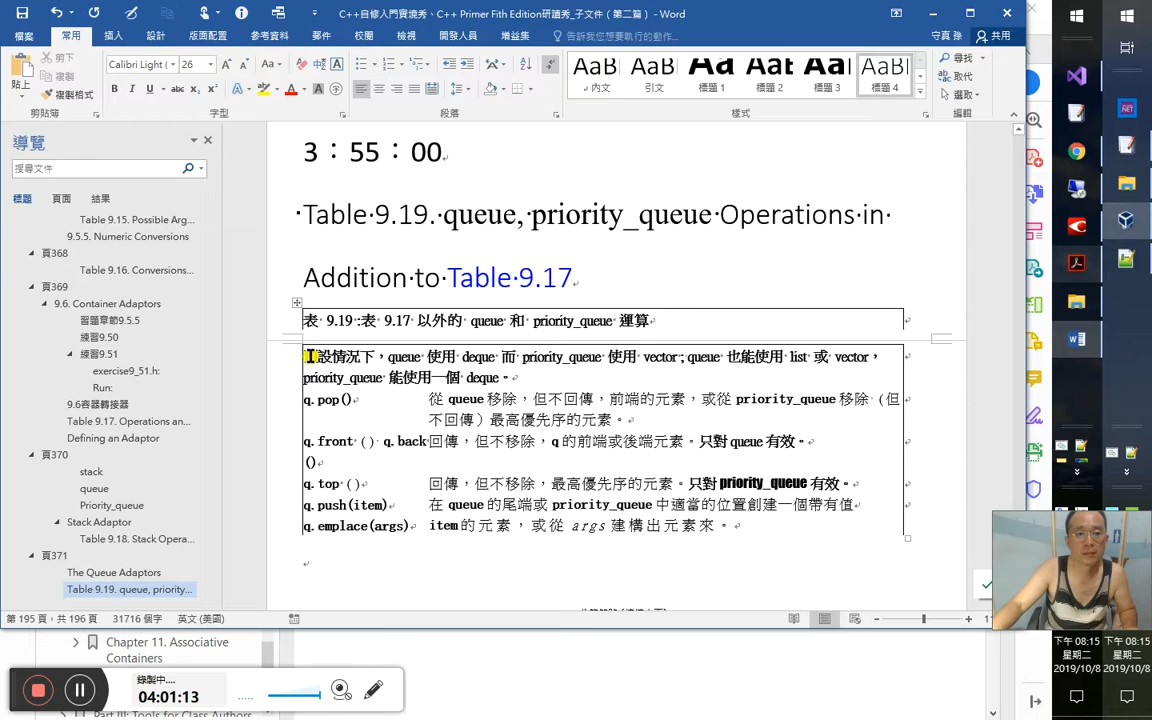 C++自修入門實境秀、C++ Primer Fith Edition研讀秀_子文件（第二篇） - Word
檔案 常用 插入 設計 版面配置 參考資料 郵件 校閱 檢視 開發人員 增益集 告訴我您想要執行的動作... 守真 孫 共用
貼上 剪下 複製 複製格式
Calibri Light ( 26
AaB 內文 AaB 標題 1 AaB 標題 2 AaB 標題 3 AaB 標題 4
尋找 取代 選取
剪貼簿 字型 段落 樣式 編輯
導覽
搜尋文件
標題 頁面 結果
Table 9.15. Possible Arg...
9.5.5. Numeric Conversions
頁368
Table 9.16. Conversions...
頁369
9.6. Container Adaptors
習題章節9.5.5
練習9.50
練習9.51
exercise9_51.h:
Run:
9.6容器轉接器
Table 9.17. Operations an...
Defining an Adaptor
頁370
stack
queue
Priority_queue
Stack Adaptor
Table 9.18. Stack Opera...
頁371
The Queue Adaptors
Table 9.19. queue, priority...
3：55：00
Table 9.19. queue, priority_queue Operations in
Addition to Table 9.17
表 9.19 :表 9.17 以外的 queue 和 priority_queue 運算
設情況下，queue 使用 deque 而 priority_queue 使用 vector ; queue 也能使用 list 或 vector，
priority_queue 能使用一個 deque。
q.pop() 從 queue 移除，但不回傳，前端的元素，或從 priority_queue 移除（但
不回傳）最高優先序的元素。
q.front () q.back 回傳，但不移除，q 的前端或後端元素。只對 queue 有效。
()
q.top () 回傳，但不移除，最高優先序的元素。只對 priority_queue 有效。
q.push(item) 在 queue 的尾端或 priority_queue 中適當的位置創建一個帶有值
q.emplace(args) item 的元素，或從 args 建構出元素來。
第 195 頁，共 196 頁 31716 個字 英文 (美國)
Chapter 11. Associative
Containers
Part III: Tools for Class Authors
錄製中....
04:01:13
下午 08:15 下午 08:15
星期二 星期二
2019/10/8 2019/10/8